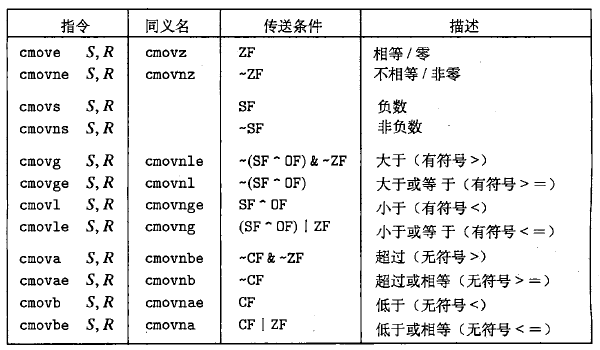 指令 同义名 传送条件 描述
cmove S, R cmovz ZF 相等 / 零
cmovne S, R cmovnz ~ZF 不相等 / 非零
cmovs S, R SF 负数
cmovns S, R ~SF 非负数
cmovg S, R cmovnle ~(SF ^ OF) & ~ZF 大于（有符号 >）
cmovge S, R cmovnl ~(SF ^ OF) 大于或等 于（有符号 > =）
cmovl S, R cmovnge SF ^ OF 小于（有符号 <）
cmovle S, R cmovng (SF ^ OF) | ZF 小于或等 于（有符号 < =）
cmova S, R cmovnbe ~CF & ~ZF 超过（无符号 >）
cmovae S, R cmovnb ~CF 超过或相等（无符号 > =）
cmovb S, R cmovnae CF 低于（无符号 <）
cmovbe S, R cmovna CF | ZF 低于或相等（无符号 < =）